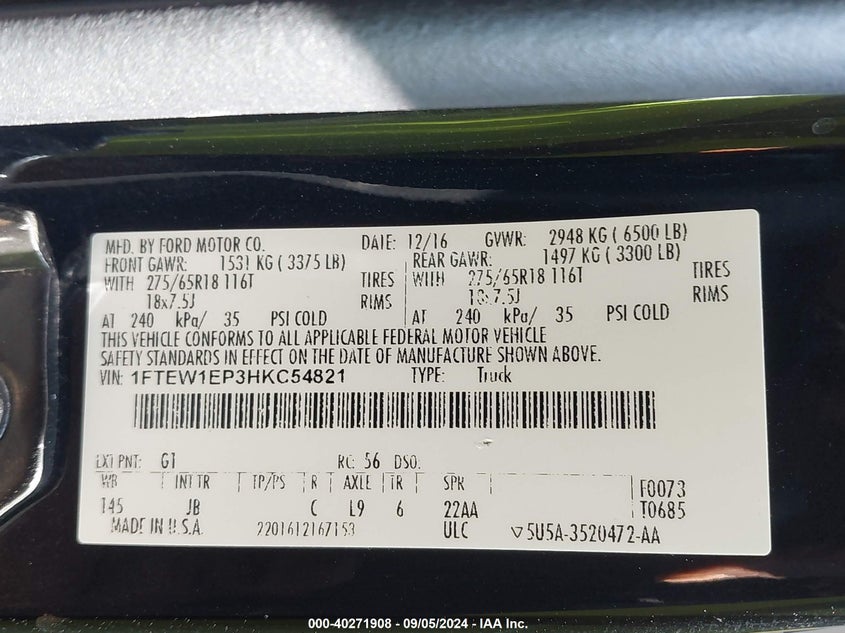 MFD. BY FORD MOTOR CO. DATE: 12/16 GVWR: 2948 KG ( 6500 LB)
FRONT GAWR: 1531 KG ( 3375 LB) REAR GAWR: 1497 KG ( 3300 LB)
WITH 275/65R18 116T TIRES WITH 275/65R18 116T TIRES
18x7.5J RIMS 18x7.5J RIMS
AT 240 kPa/ 35 PSI COLD AT 240 kPa/ 35 PSI COLD
THIS VEHICLE CONFORMS TO ALL APPLICABLE FEDERAL MOTOR VEHICLE
SAFETY STANDARDS IN EFFECT ON THE DATE OF MANUFACTURE SHOWN ABOVE.
VIN: 1FTEW1EP3HKC54821 TYPE: Truck
EXT PNT: G1 RC: 56 DSO:
WB INT TR TP/PS R AXLE TR SPR F0073
145 JB C L9 6 22AA T0685
MADE IN U.S.A. 2201612167153 ULC ▽5U5A-3520472-AA
000-40271908 - 09/05/2024 - IAA Inc.